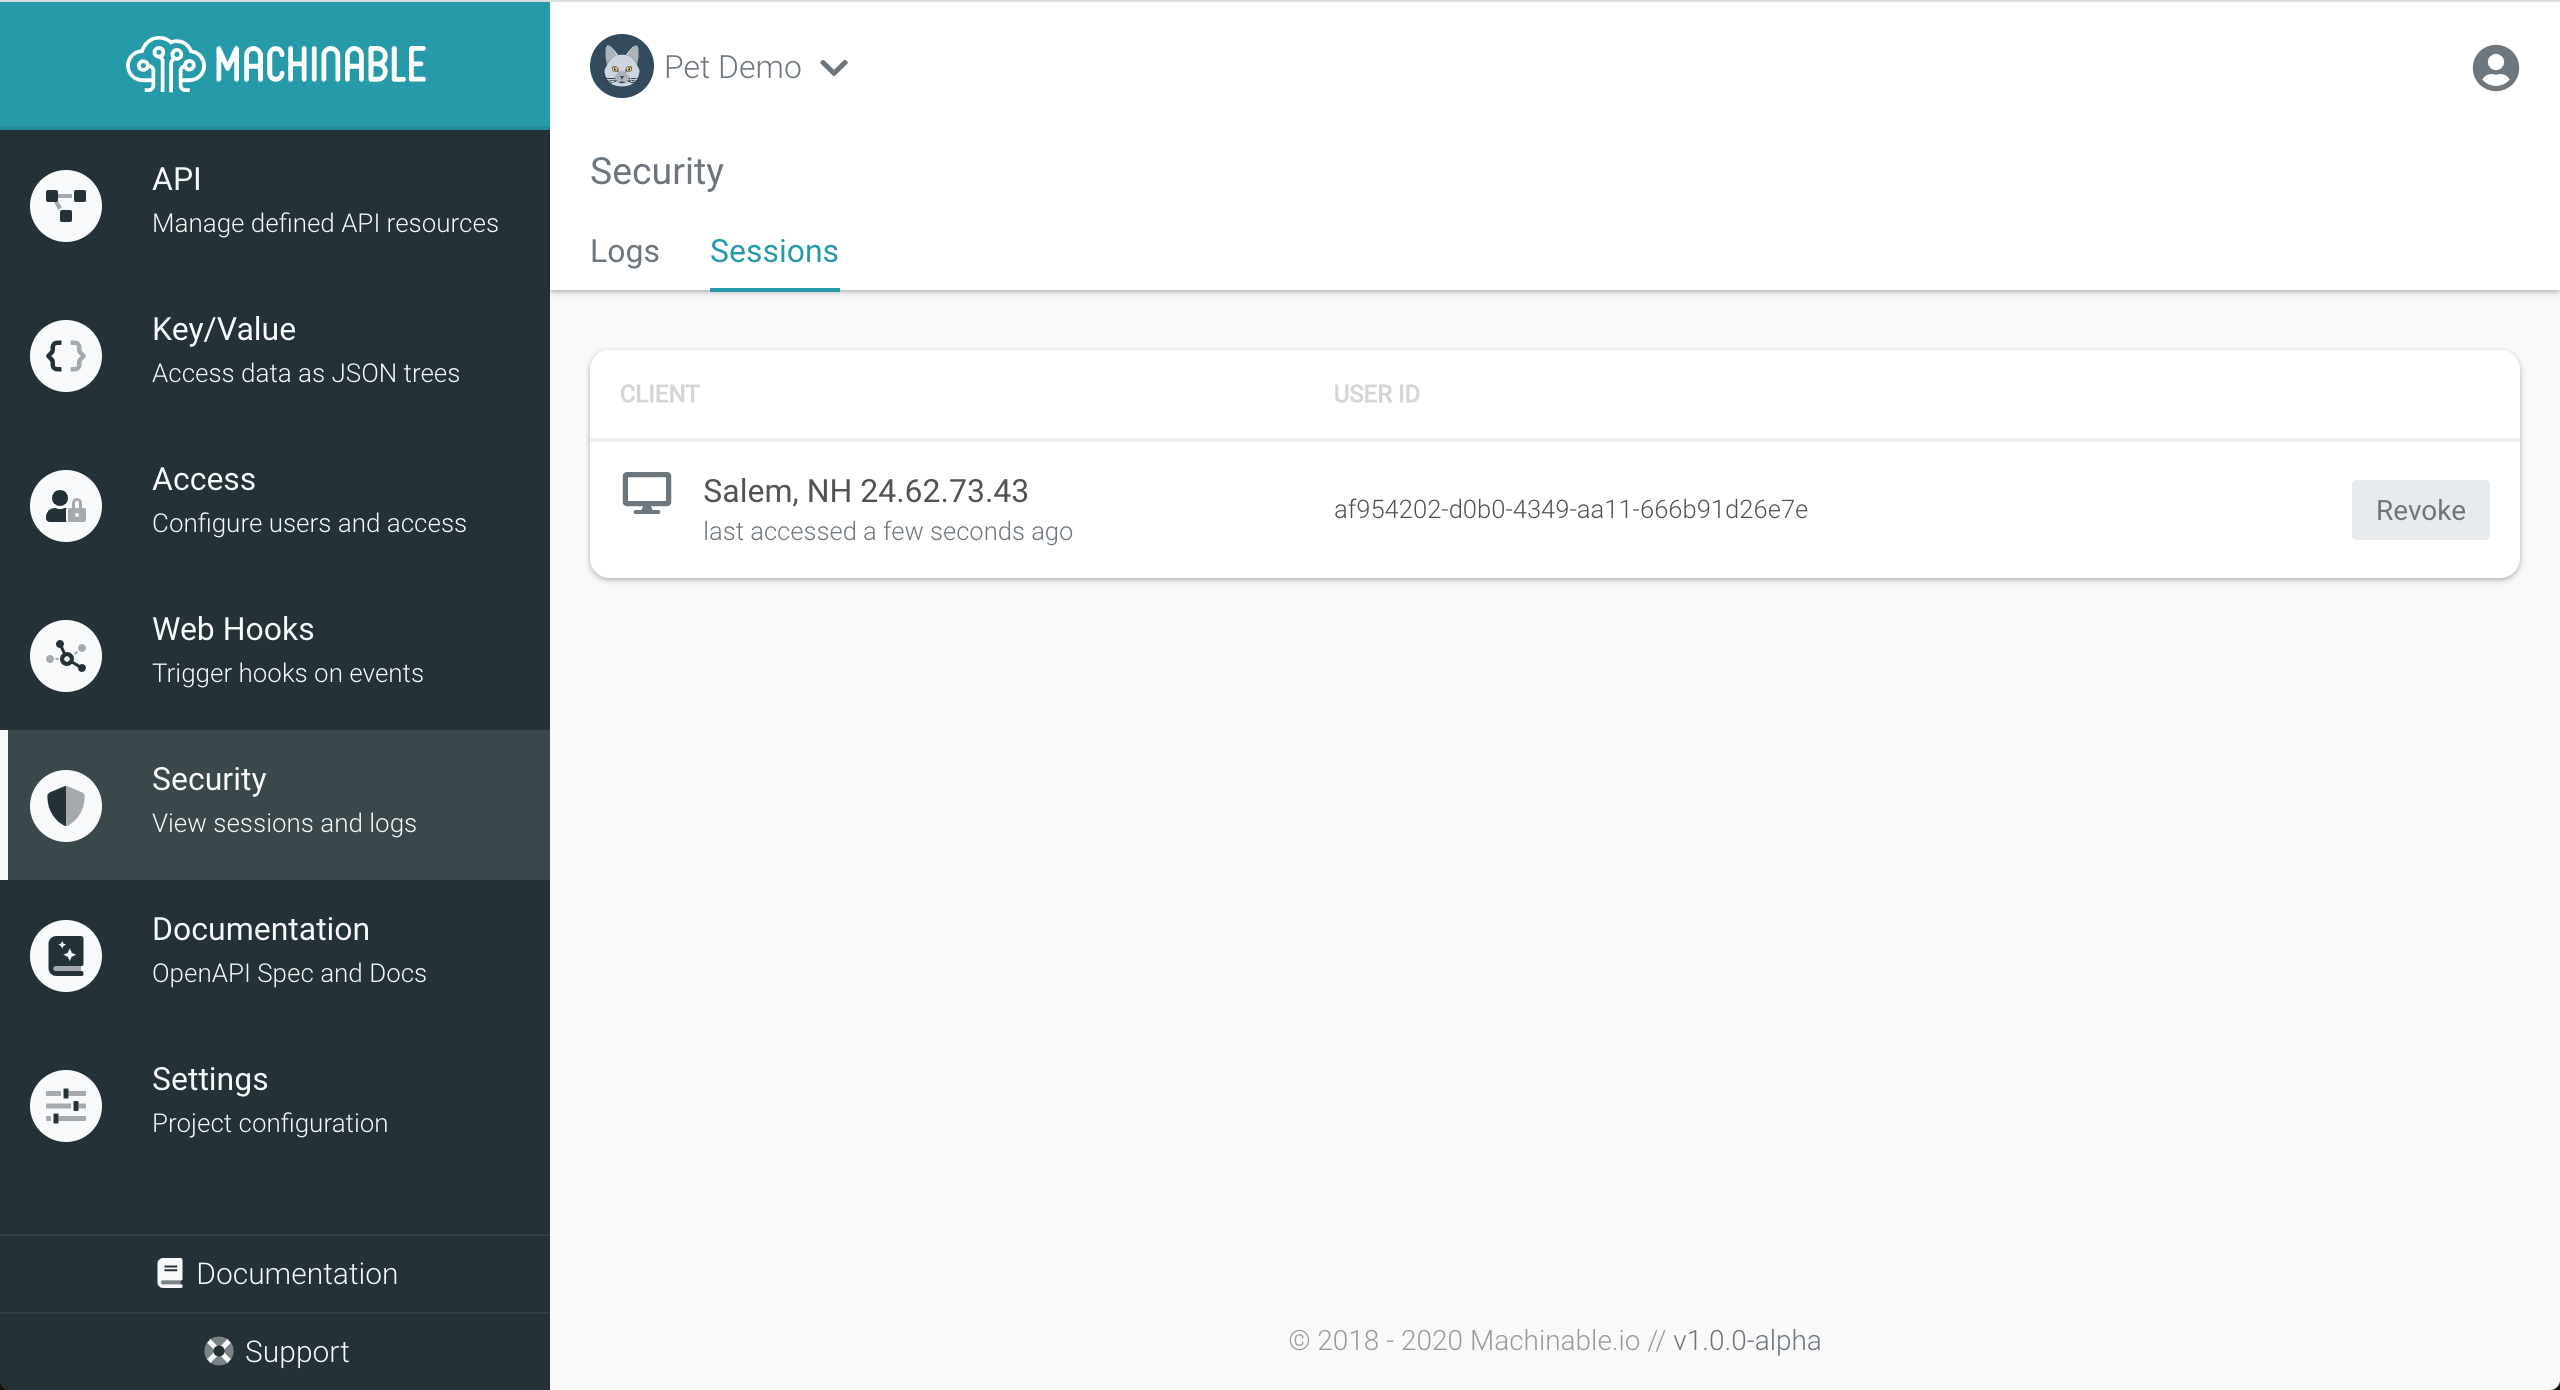 MACHINABLE
API
Manage defined API resources
Key/Value
Access data as JSON trees
Access
Configure users and access
Web Hooks
Trigger hooks on events
Security
View sessions and logs
Documentation
OpenAPI Spec and Docs
Settings
Project configuration
Documentation
Support
Pet Demo
Security
Logs Sessions
CLIENT USER ID
Salem, NH 24.62.73.43
last accessed a few seconds ago
af954202-d0b0-4349-aa11-666b91d26e7e
Revoke
© 2018 - 2020 Machinable.io // v1.0.0-alpha